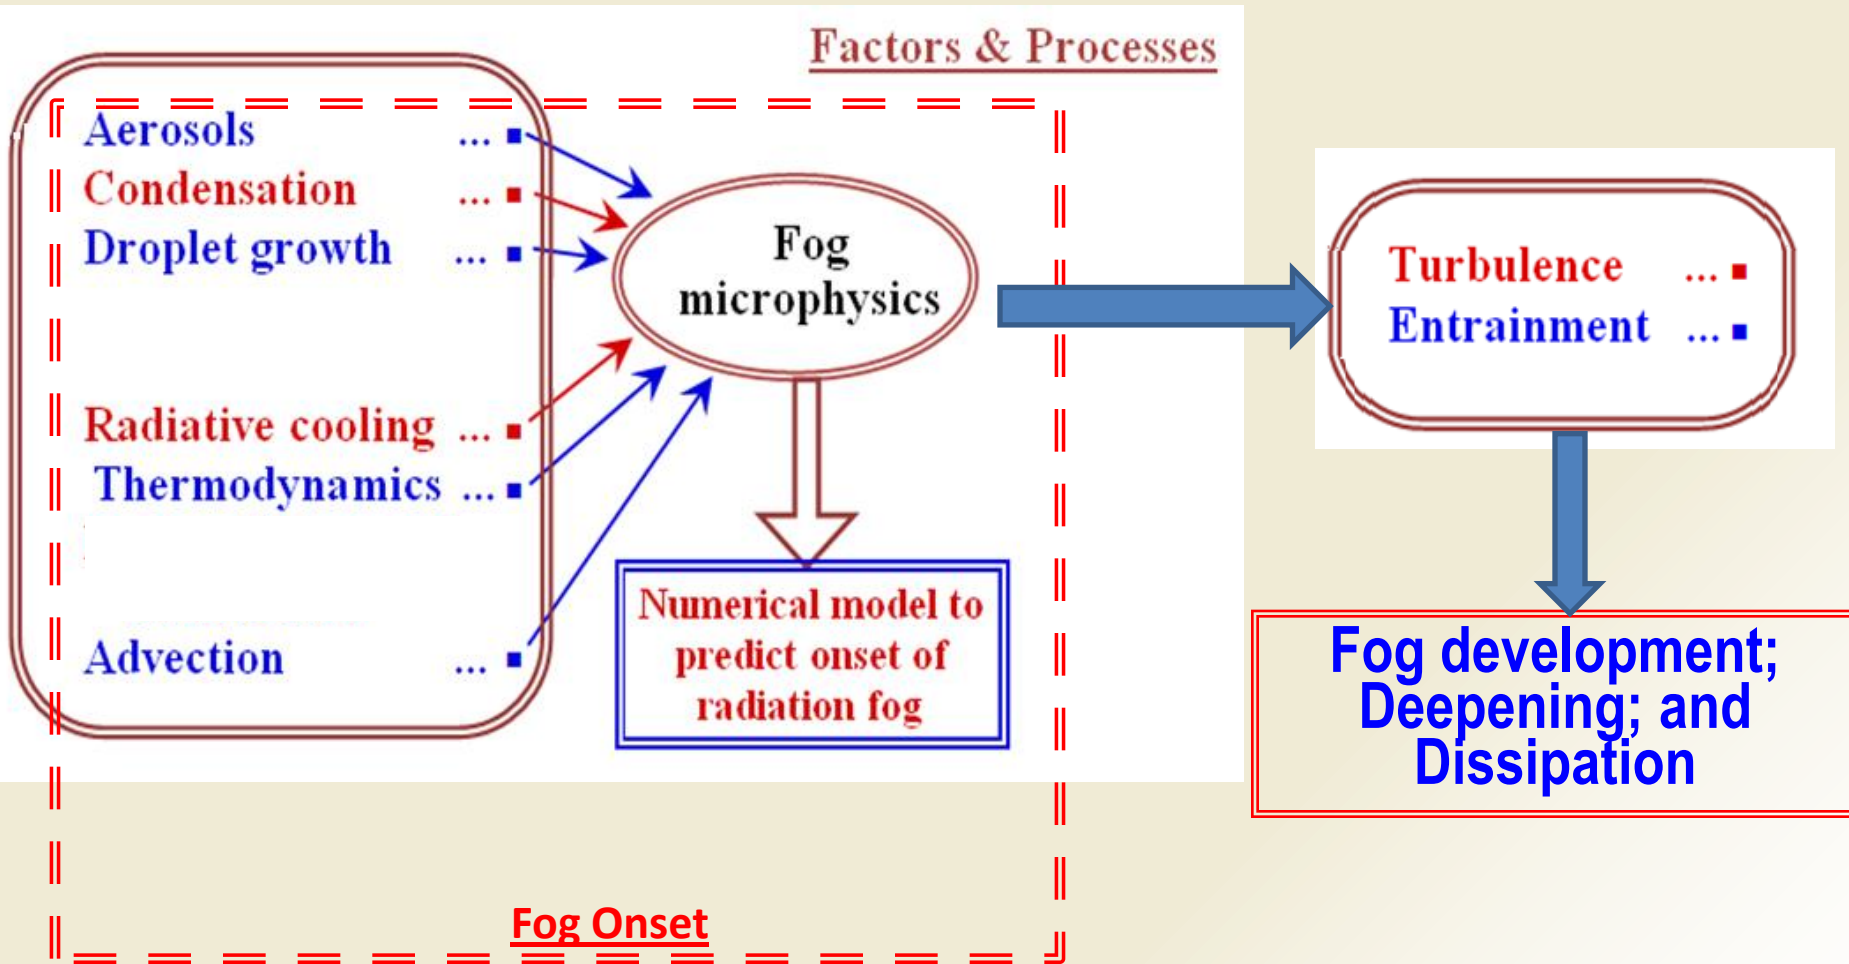 Factors & Processes
Aerosols ... ▪
Condensation ... ▪
Droplet growth ... ▪
Radiative cooling ... ▪
Thermodynamics ... ▪
Advection ... ▪
Fog
microphysics
Numerical model to
predict onset of
radiation fog
Fog Onset
Turbulence ... ▪
Entrainment ... ▪
Fog development;
Deepening; and
Dissipation